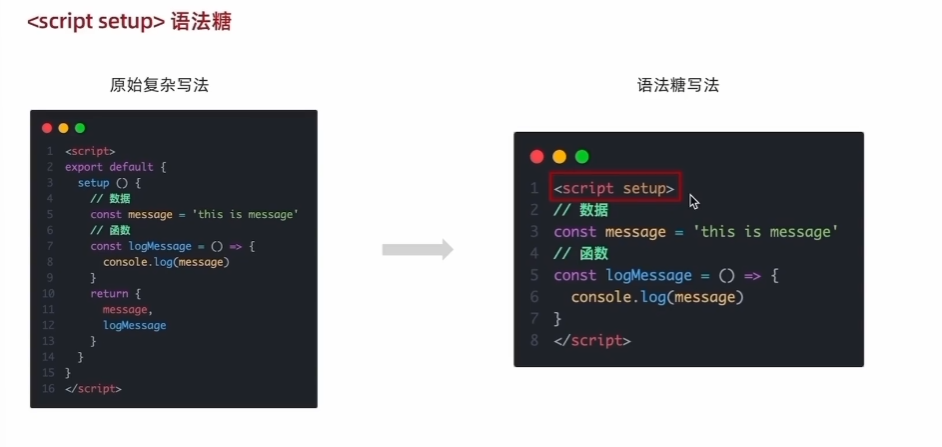 <script setup> 语法糖
原始复杂写法
1 <script>
2 export default {
3   setup () {
4     // 数据
5     const message = 'this is message'
6     // 函数
7     const logMessage = () => {
8       console.log(message)
9     }
10     return {
11       message,
12       logMessage
13     }
14   }
15 }
16 </script>
语法糖写法
1 <script setup>
2 // 数据
3 const message = 'this is message'
4 // 函数
5 const logMessage = () => {
6   console.log(message)
7 }
8 </script>